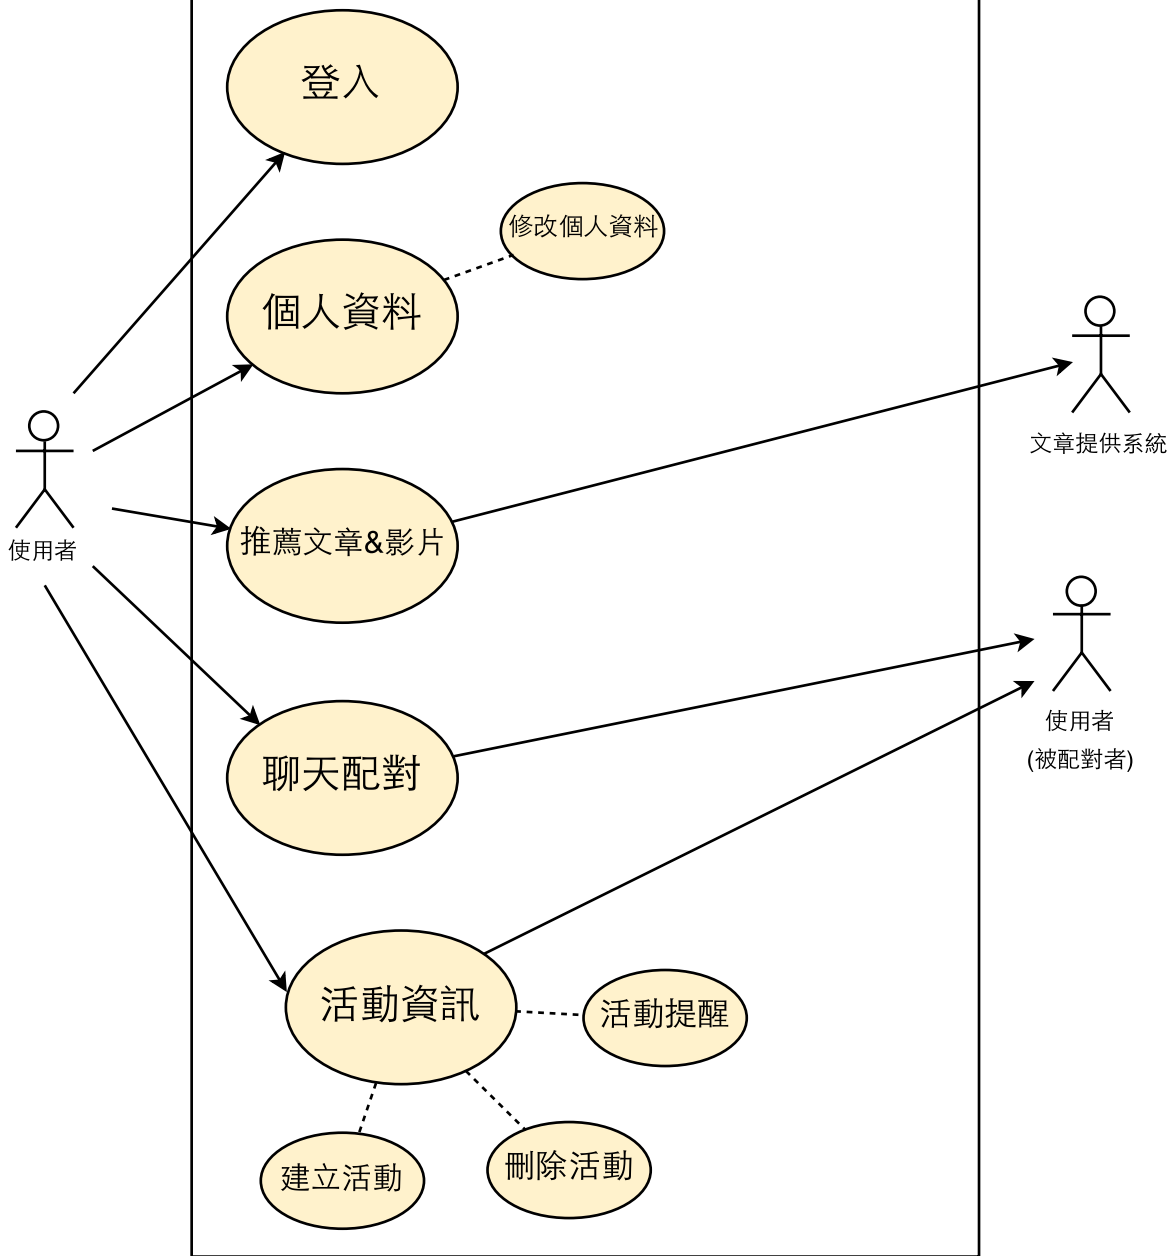 登入
修改個人資料
個人資料
文章提供系統
使用者
推薦文章&影片
使用者
(被配對者)
聊天配對
活動資訊
活動提醒
建立活動
刪除活動